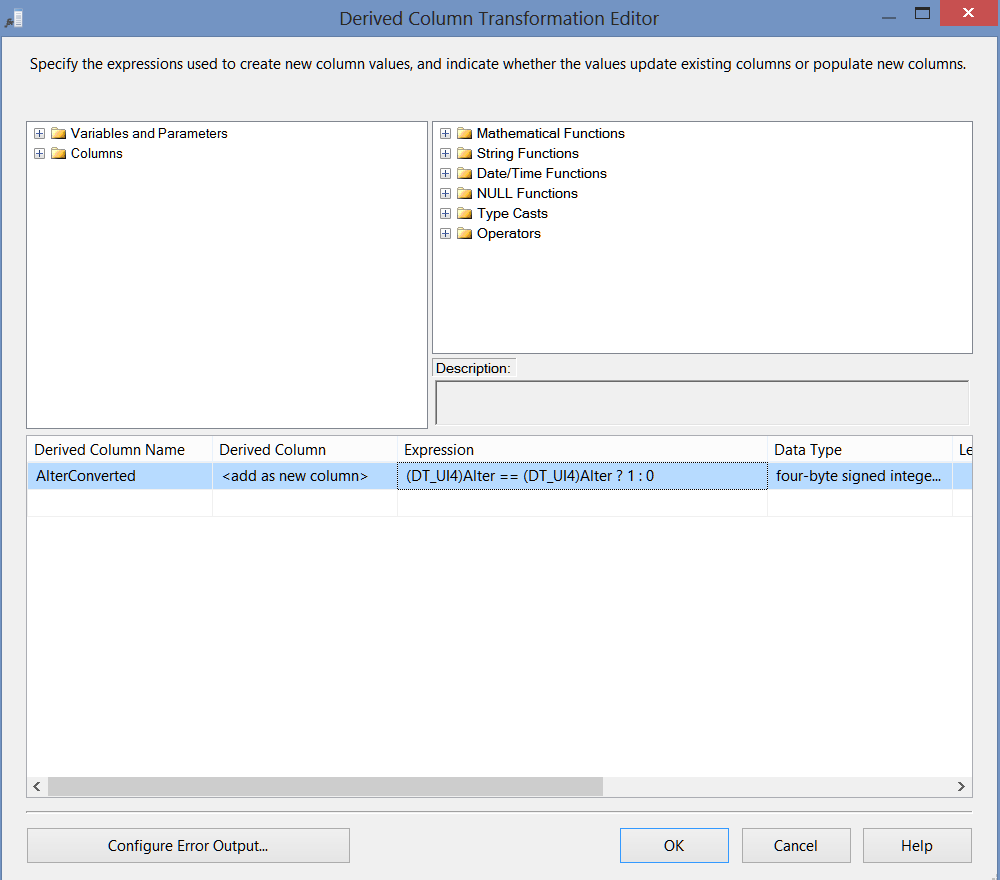 Derived Column Transformation Editor
Specify the expressions used to create new column values, and indicate whether the values update existing columns or populate new columns.
Variables and Parameters
Columns
Mathematical Functions
String Functions
Date/Time Functions
NULL Functions
Type Casts
Operators
Description:
Derived Column Name Derived Column Expression Data Type Le
AlterConverted <add as new column> (DT_UI4)Alter == (DT_UI4)Alter ? 1 : 0 four-byte signed intege...
Configure Error Output... OK Cancel Help